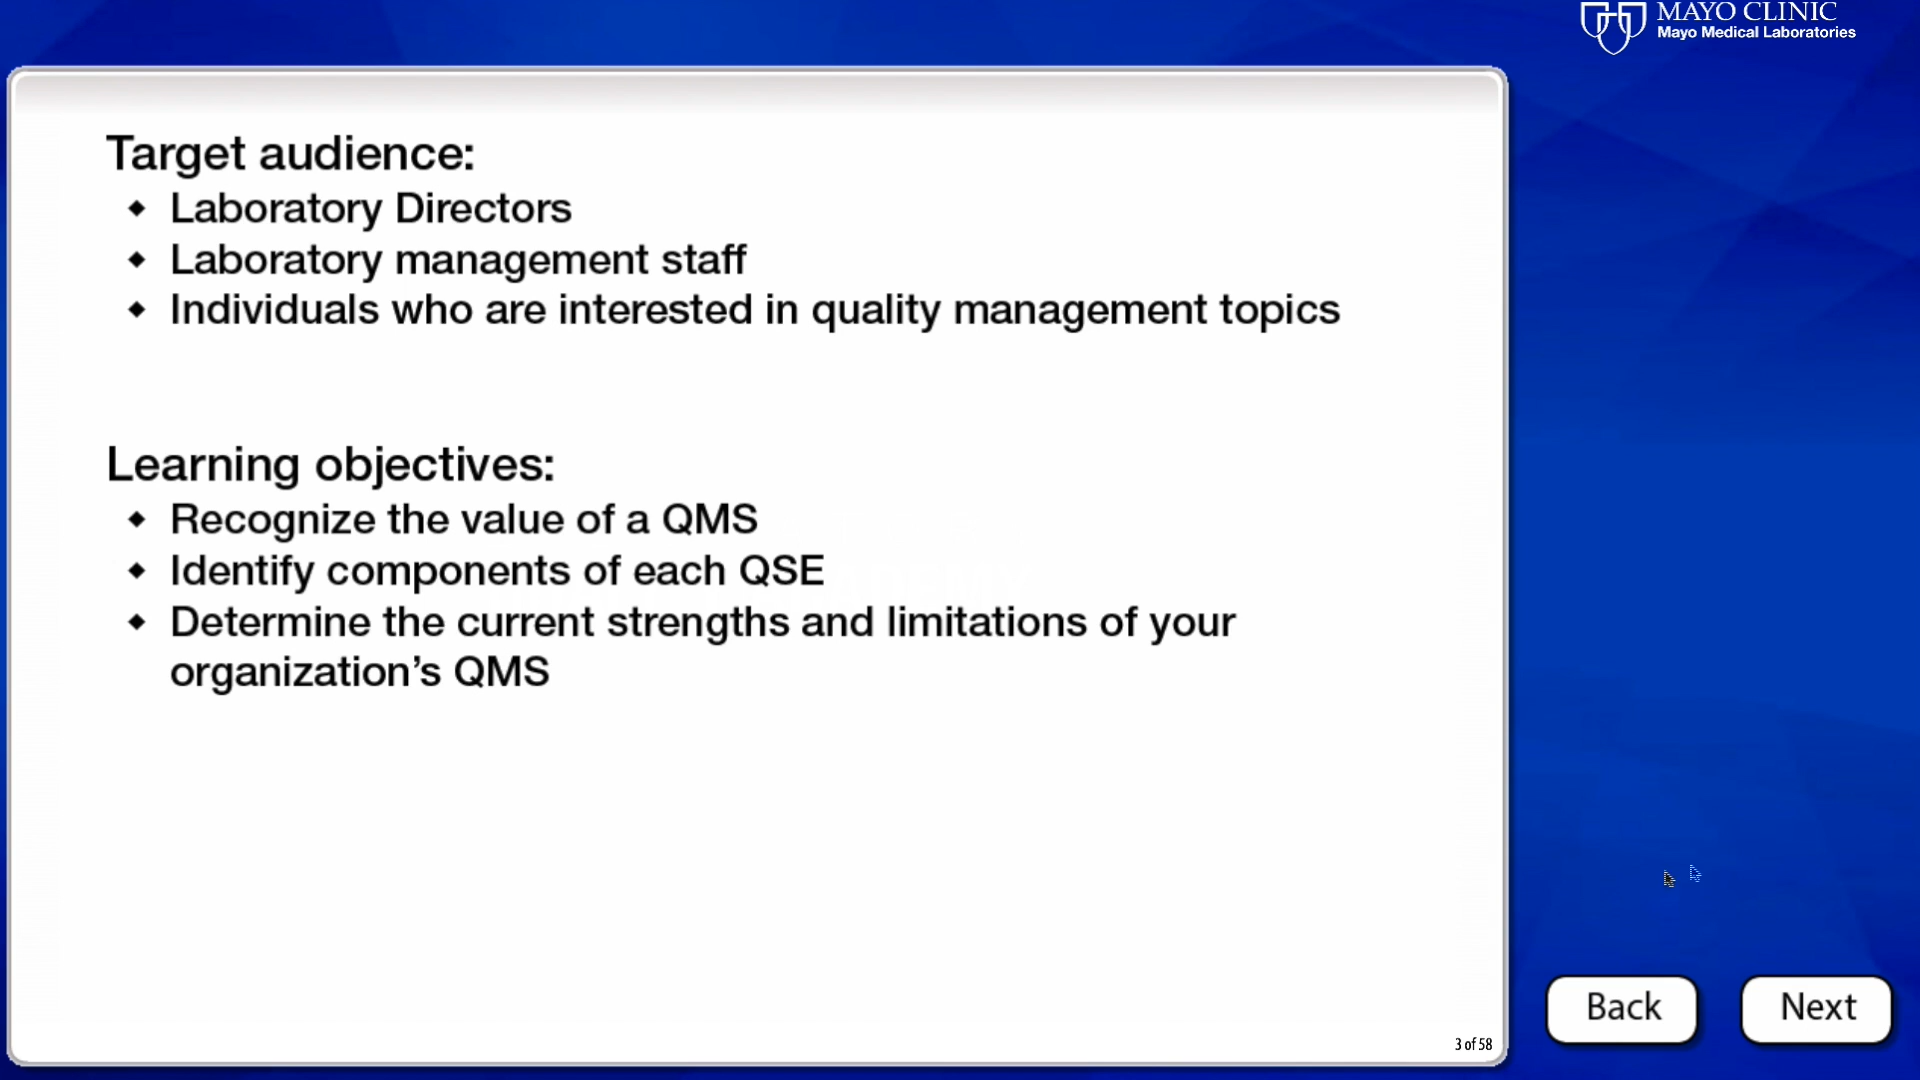 MAYO CLINIC
Mayo Medical Laboratories
Target audience:
◆ Laboratory Directors
◆ Laboratory management staff
◆ Individuals who are interested in quality management topics
Learning objectives:
◆ Recognize the value of a QMS
◆ Identify components of each QSE
◆ Determine the current strengths and limitations of your
organization’s QMS
3 of 58
Back
Next